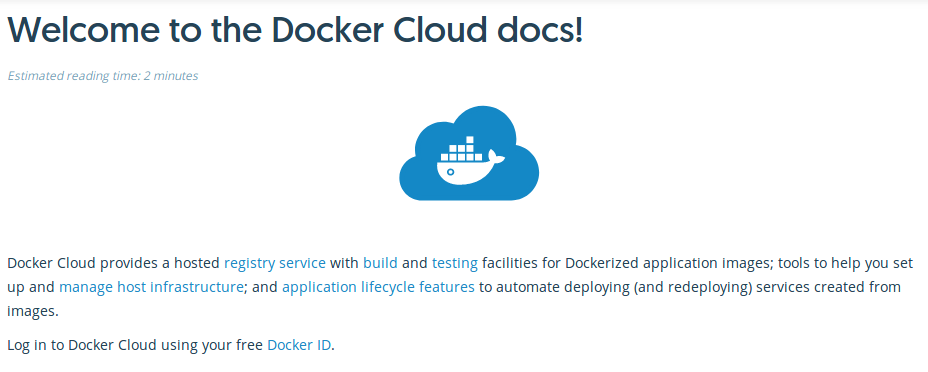 Welcome to the Docker Cloud docs!
Estimated reading time: 2 minutes
Docker Cloud provides a hosted registry service with build and testing facilities for Dockerized application images; tools to help you set
up and manage host infrastructure; and application lifecycle features to automate deploying (and redeploying) services created from
images.
Log in to Docker Cloud using your free Docker ID.